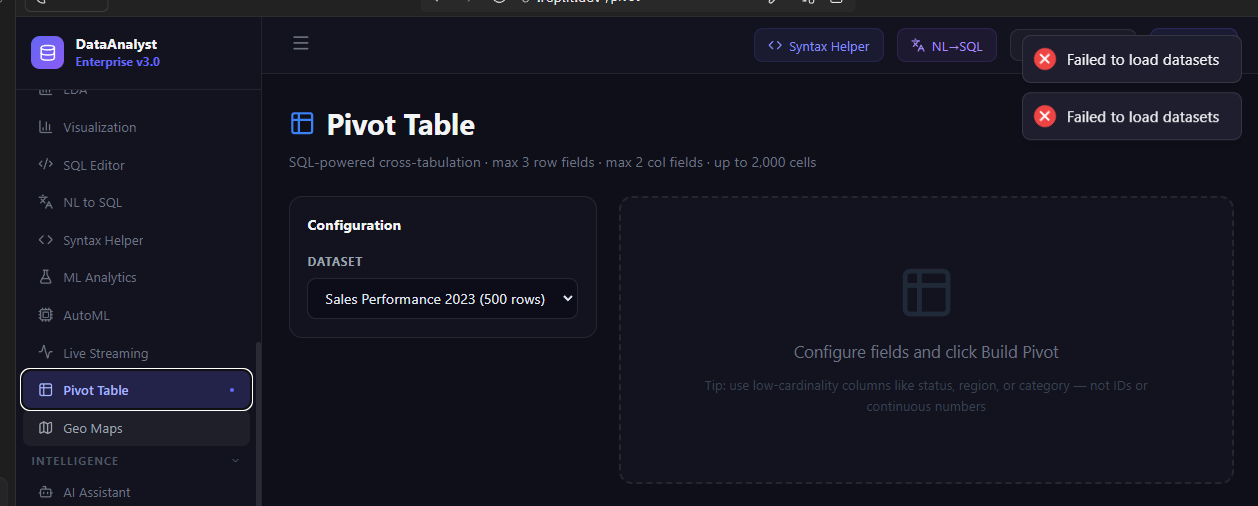 DataAnalyst
Enterprise v3.0
EDA
Visualization
SQL Editor
NL to SQL
Syntax Helper
ML Analytics
AutoML
Live Streaming
Pivot Table
Geo Maps
INTELLIGENCE
AI Assistant
Syntax Helper
NL→SQL
Failed to load datasets
Failed to load datasets
Pivot Table
SQL-powered cross-tabulation · max 3 row fields · max 2 col fields · up to 2,000 cells
Configuration
DATASET
Sales Performance 2023 (500 rows)
Configure fields and click Build Pivot
Tip: use low-cardinality columns like status, region, or category — not IDs or
continuous numbers